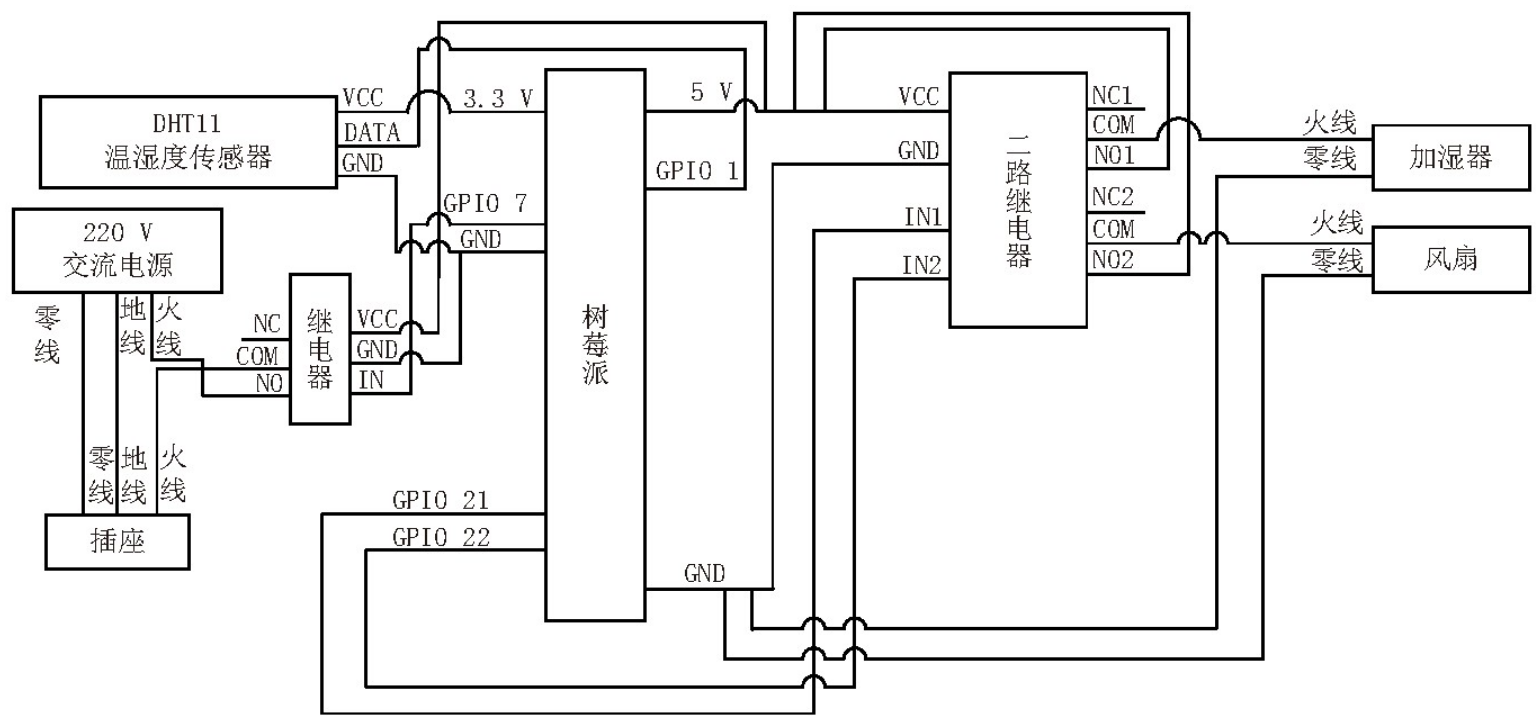 DHT11
温湿度传感器
VCC
DATA
GND
3.3 V
220 V
交流电源
零线
地线
火线
零线
地线
火线
插座
NC
COM
NO
继电器
VCC
GND
IN
GPIO 7
GND
GPIO 21
GPIO 22
树莓派
5 V
GPIO 1
GND
VCC
GND
IN1
IN2
二路继电器
NC1
COM
NO1
NC2
COM
NO2
火线
零线
加湿器
火线
零线
风扇